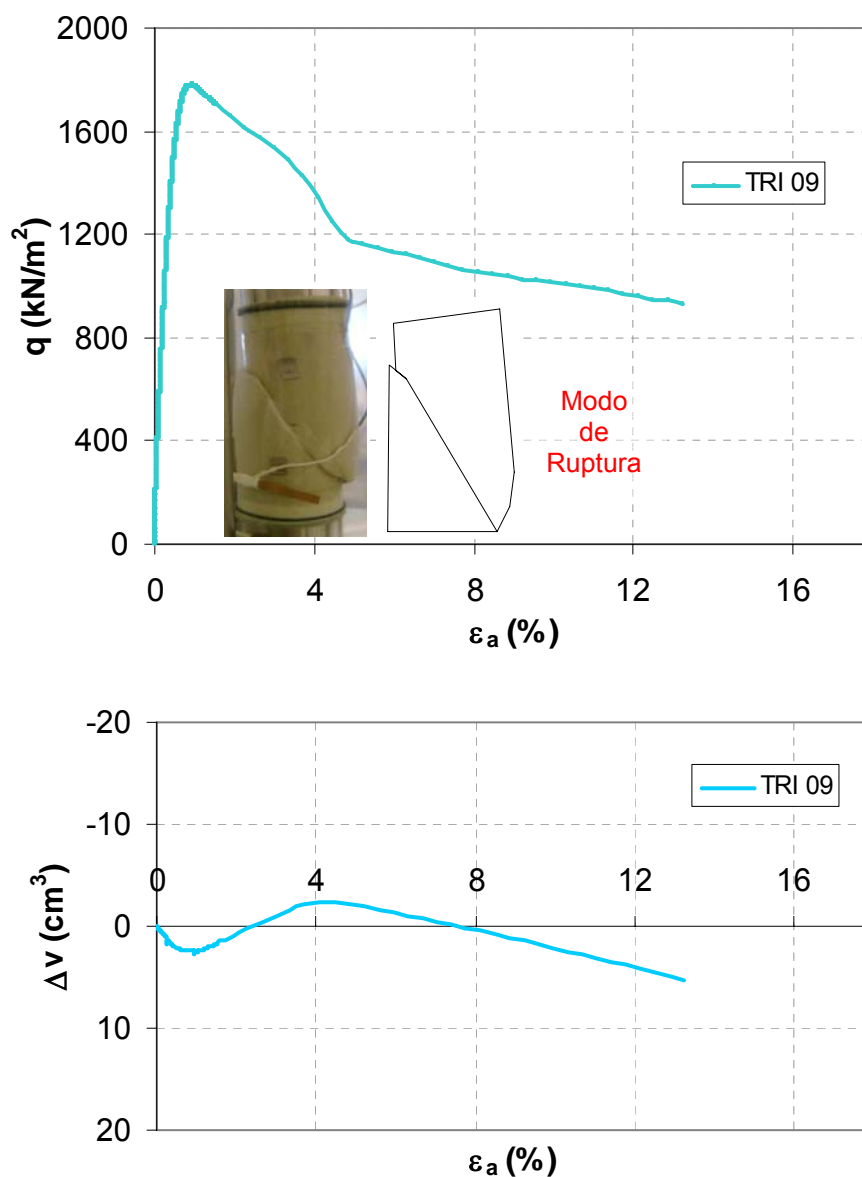 2000
1600
1200
800
400
0
q (kN/m²)
TRI 09
Modo
de
Ruptura
0 4 8 12 16
εa (%)
-20
-10
0
10
20
Δv (cm³)
TRI 09
0 4 8 12 16
εa (%)